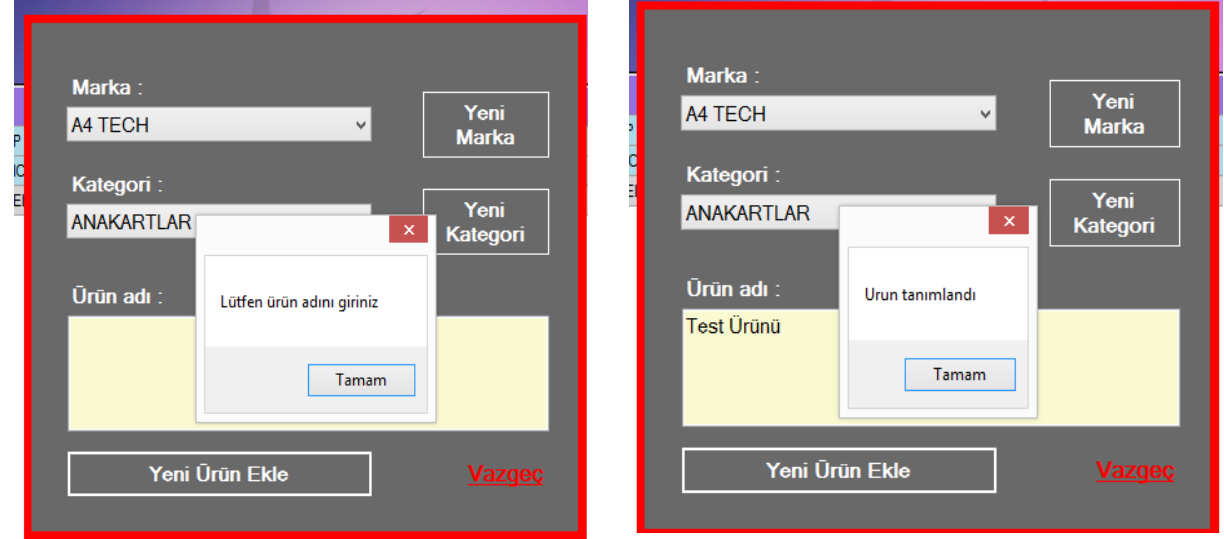 Marka :
A4 TECH
Yeni
Marka
Kategori :
ANAKARTLAR
Yeni
Kategori
Ürün adı :
Lütfen ürün adını giriniz
Tamam
Yeni Ürün Ekle
Vazgeç
Marka :
A4 TECH
Yeni
Marka
Kategori :
ANAKARTLAR
Yeni
Kategori
Ürün adı :
Test Ürünü
Urun tanımlandı
Tamam
Yeni Ürün Ekle
Vazgeç